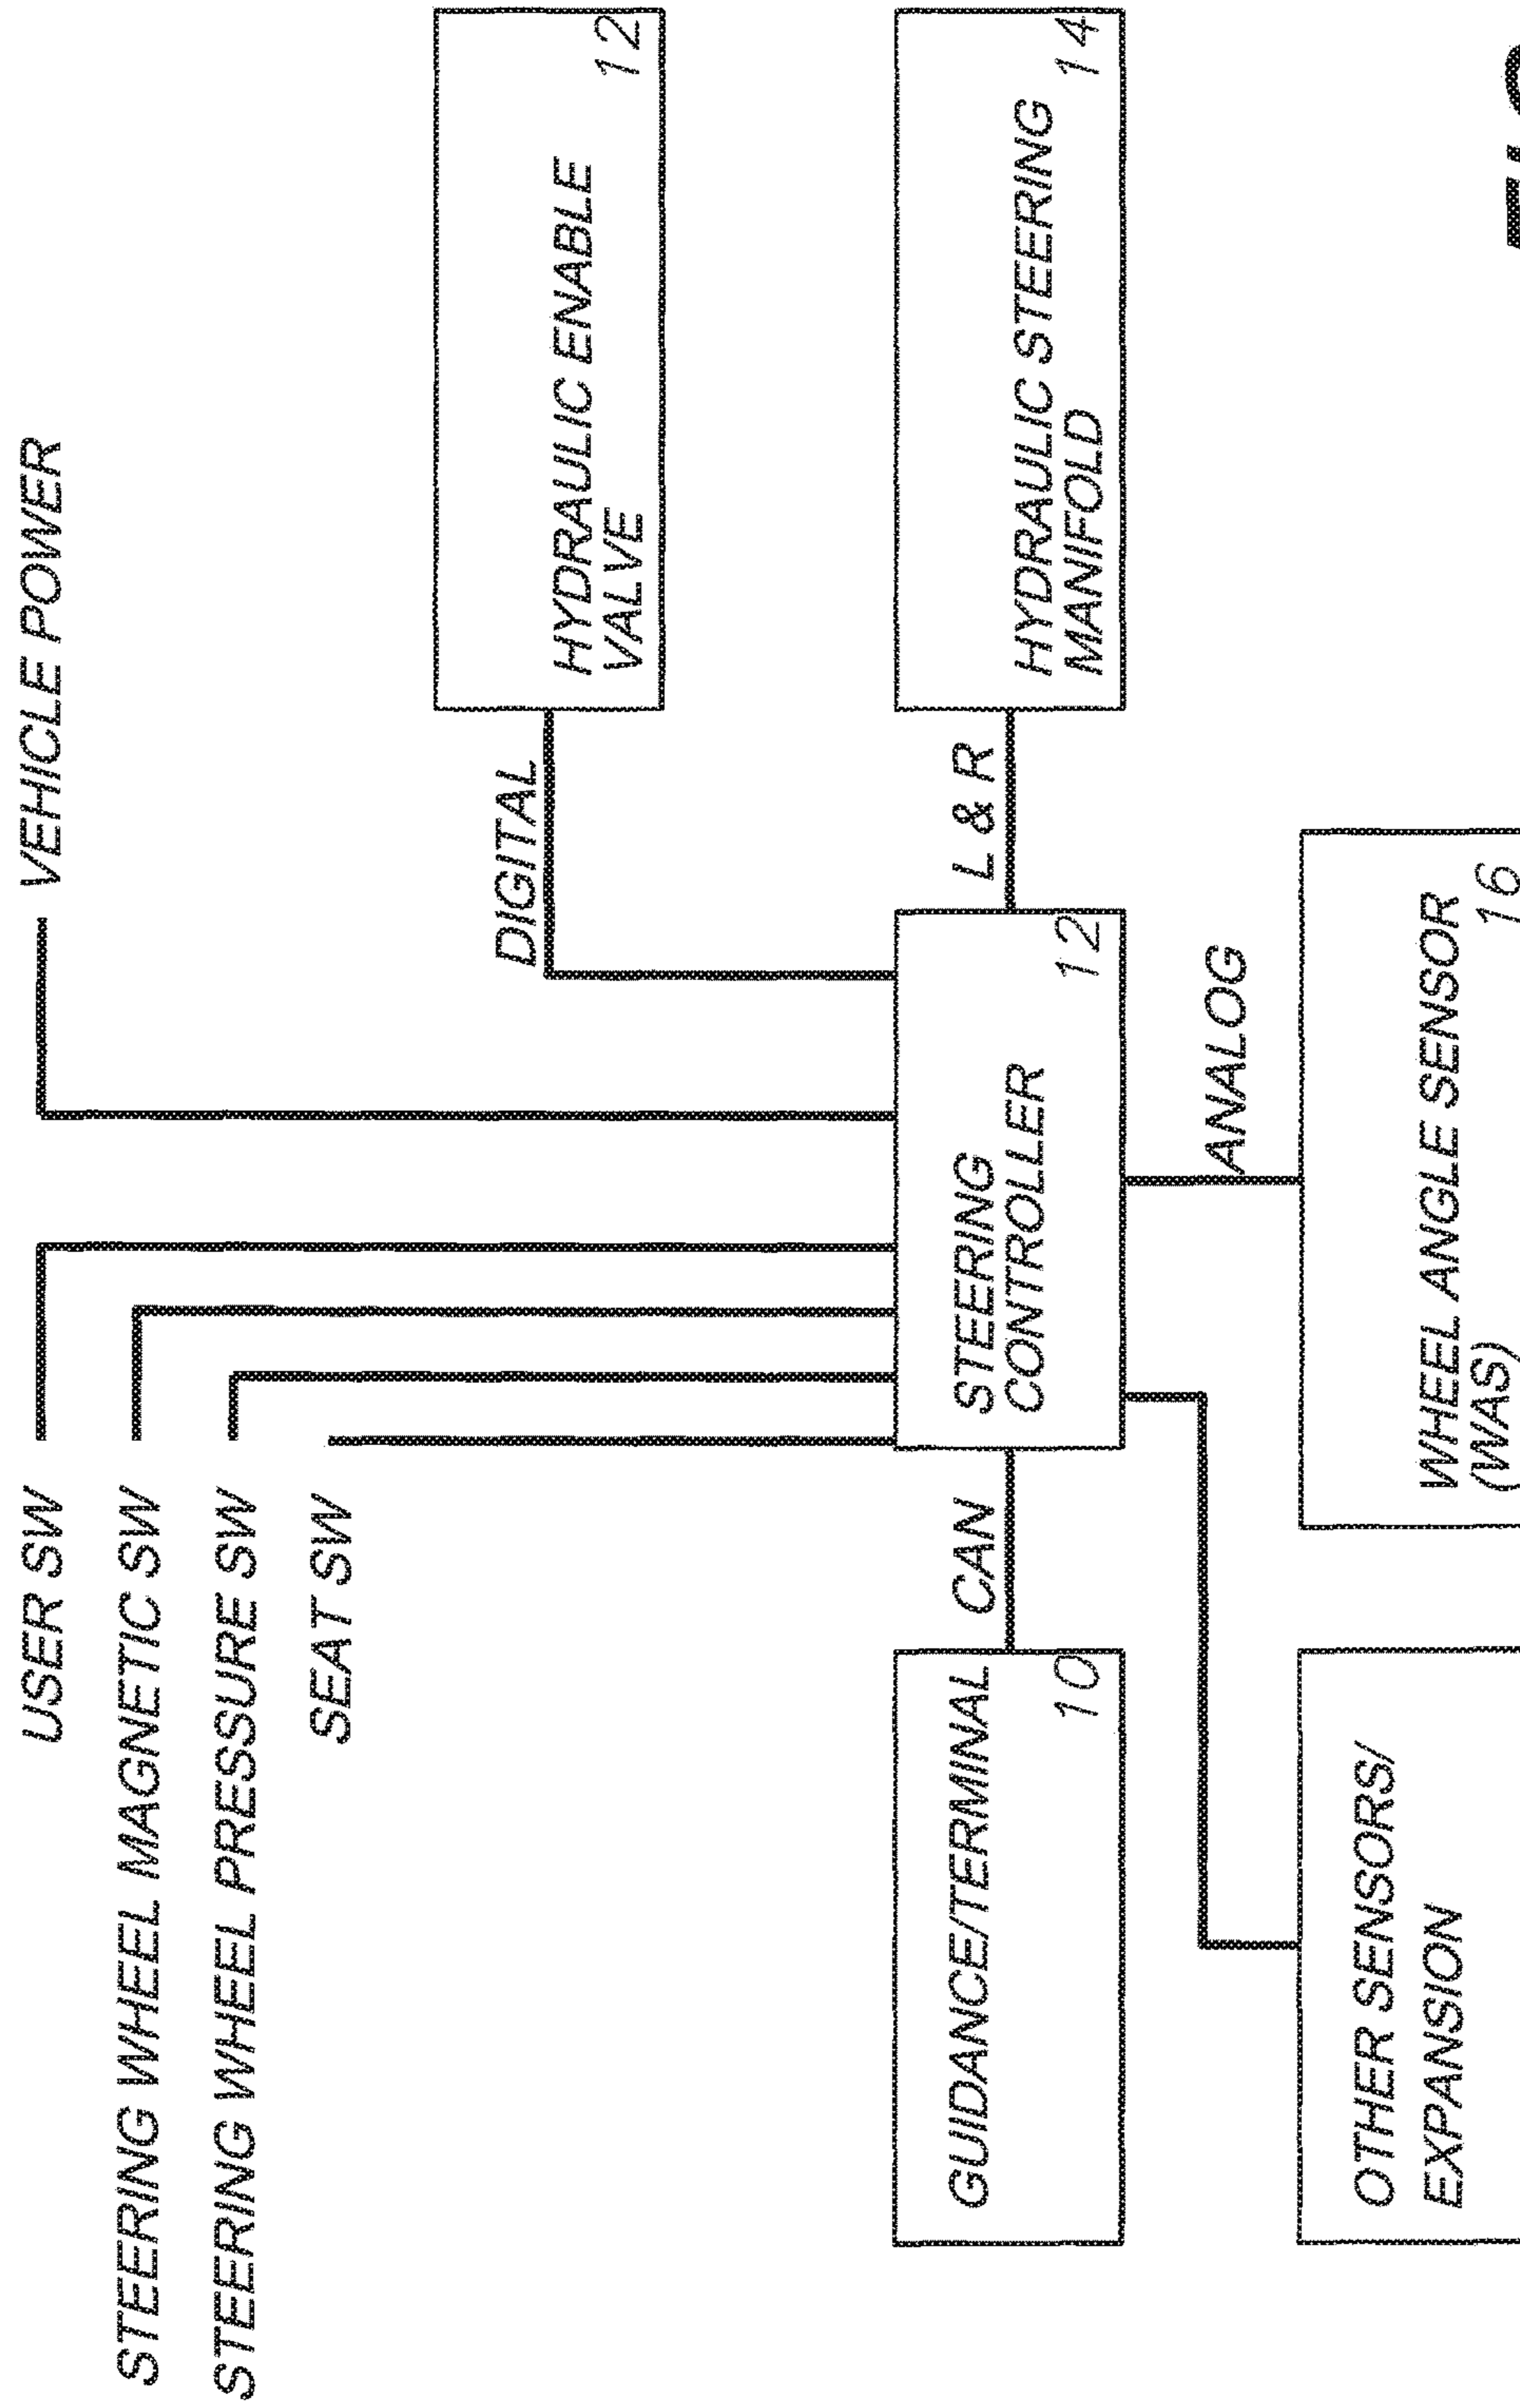 USER SW
VEHICLE POWER
STEERING WHEEL MAGNETIC SW
STEERING WHEEL PRESSURE SW
SEAT SW
DIGITAL
HYDRAULIC ENABLE
VALVE
12
GUIDANCE/TERMINAL
10
CAN
STEERING
CONTROLLER
12
L & R
HYDRAULIC STEERING
MANIFOLD
14
ANALOG
OTHER SENSORS/
EXPANSION
WHEEL ANGLE SENSOR
(WAS)
16